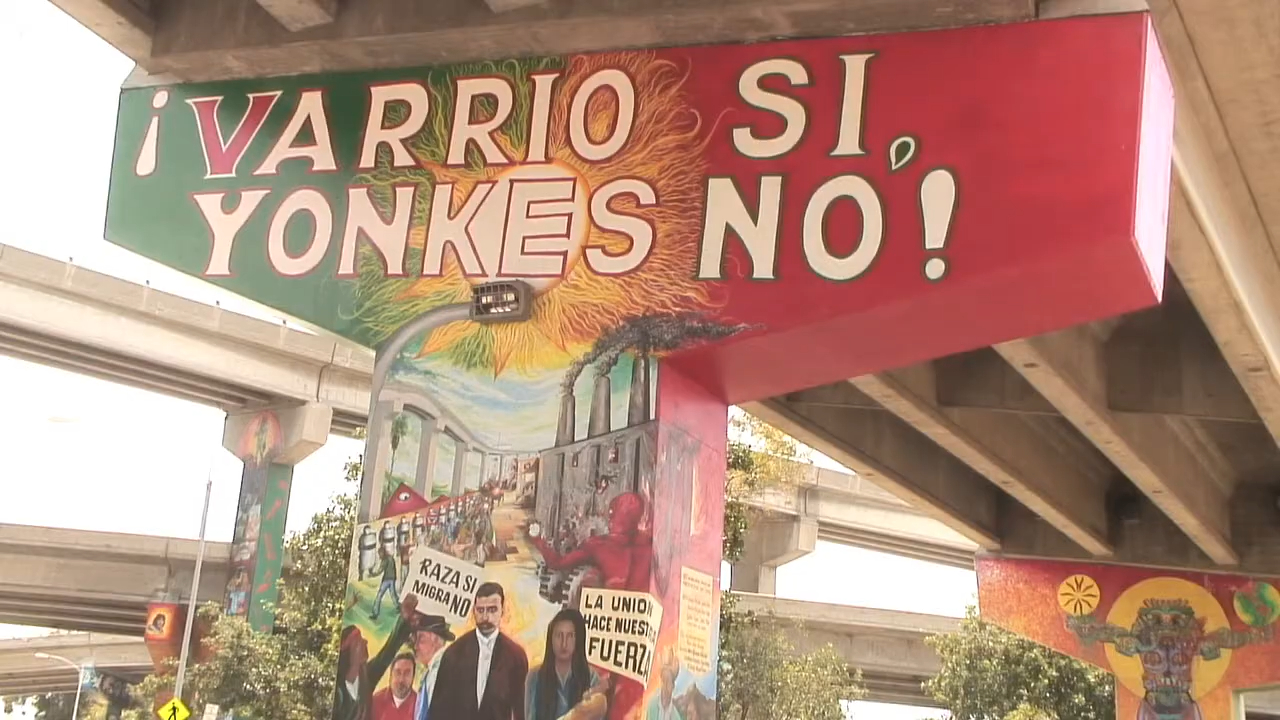 ¡VARRIO SI,
YONKES NO!
RAZA SI
MIGRA NO
LA UNION
HACE NUESTRA
FUERZA